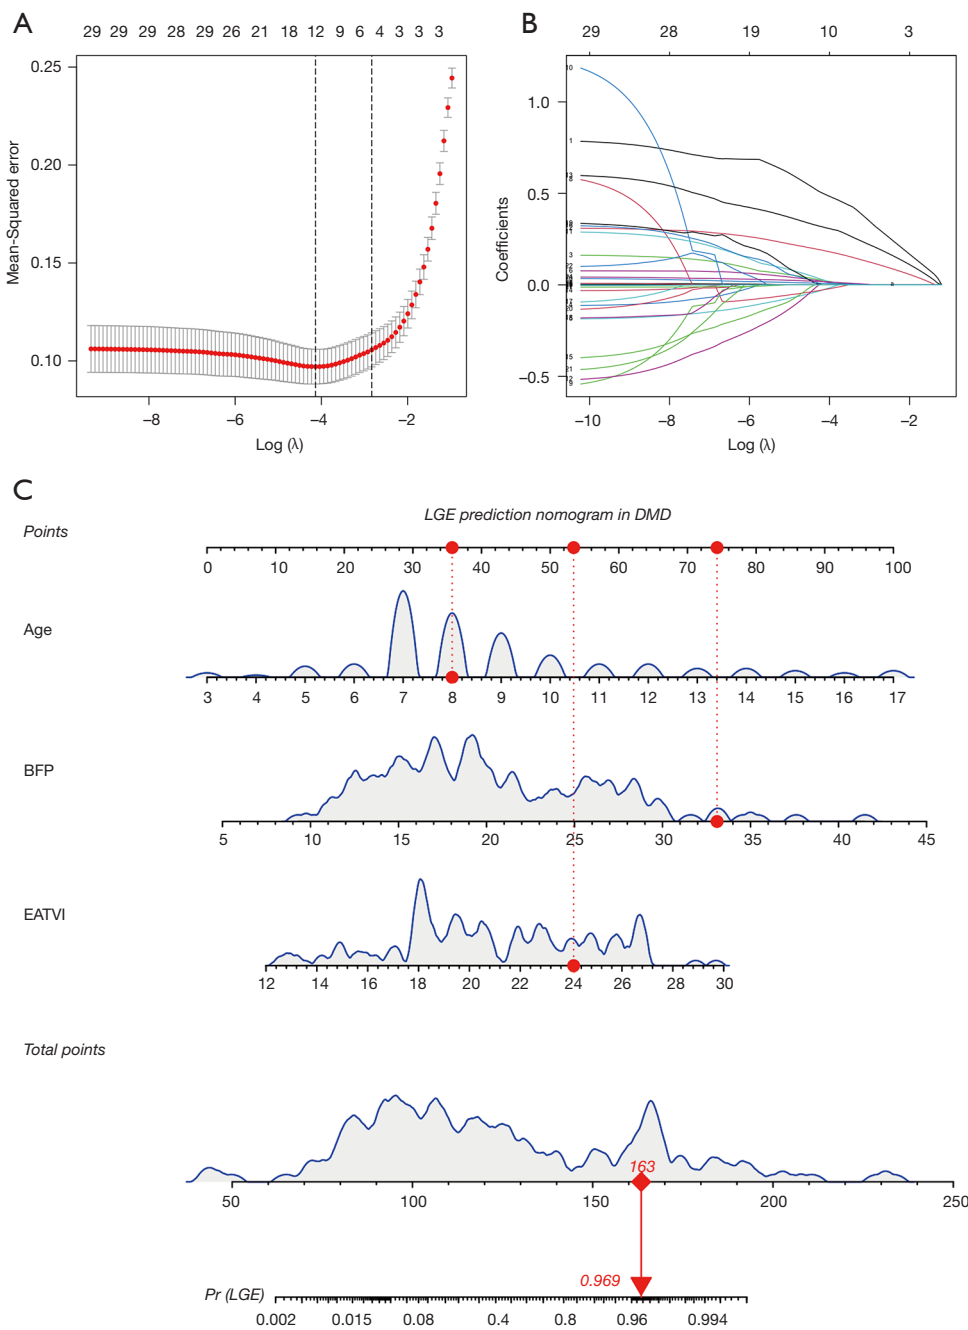 A
29 29 29 28 29 26 21 18 12 9 6 4 3 3 3
0.25
0.20
0.15
0.10
Mean-Squared error
−8 −6 −4 −2
Log (λ)
B
29 28 19 10 3
1.0
0.5
0.0
−0.5
Coefficients
10
1
3
15
21
9
−10 −8 −6 −4 −2
Log (λ)
C
LGE prediction nomogram in DMD
Points
0 10 20 30 40 50 60 70 80 90 100
Age
3 4 5 6 7 8 9 10 11 12 13 14 15 16 17
BFP
5 10 15 20 25 30 35 40 45
EATVI
12 14 16 18 20 22 24 26 28 30
Total points
163
50 100 150 200 250
0.969
Pr (LGE)
0.002 0.015 0.08 0.4 0.8 0.96 0.994